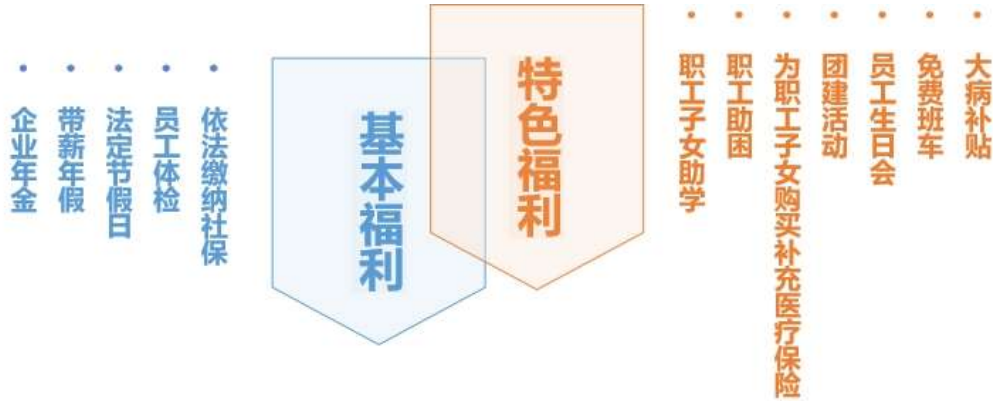 基本福利
• 依法缴纳社保
• 员工体检
• 法定节假日
• 带薪年假
• 企业年金
特色福利
• 大病补贴
• 免费班车
• 员工生日会
• 团建活动
• 为职工子女购买补充医疗保险
• 职工助困
• 职工子女助学